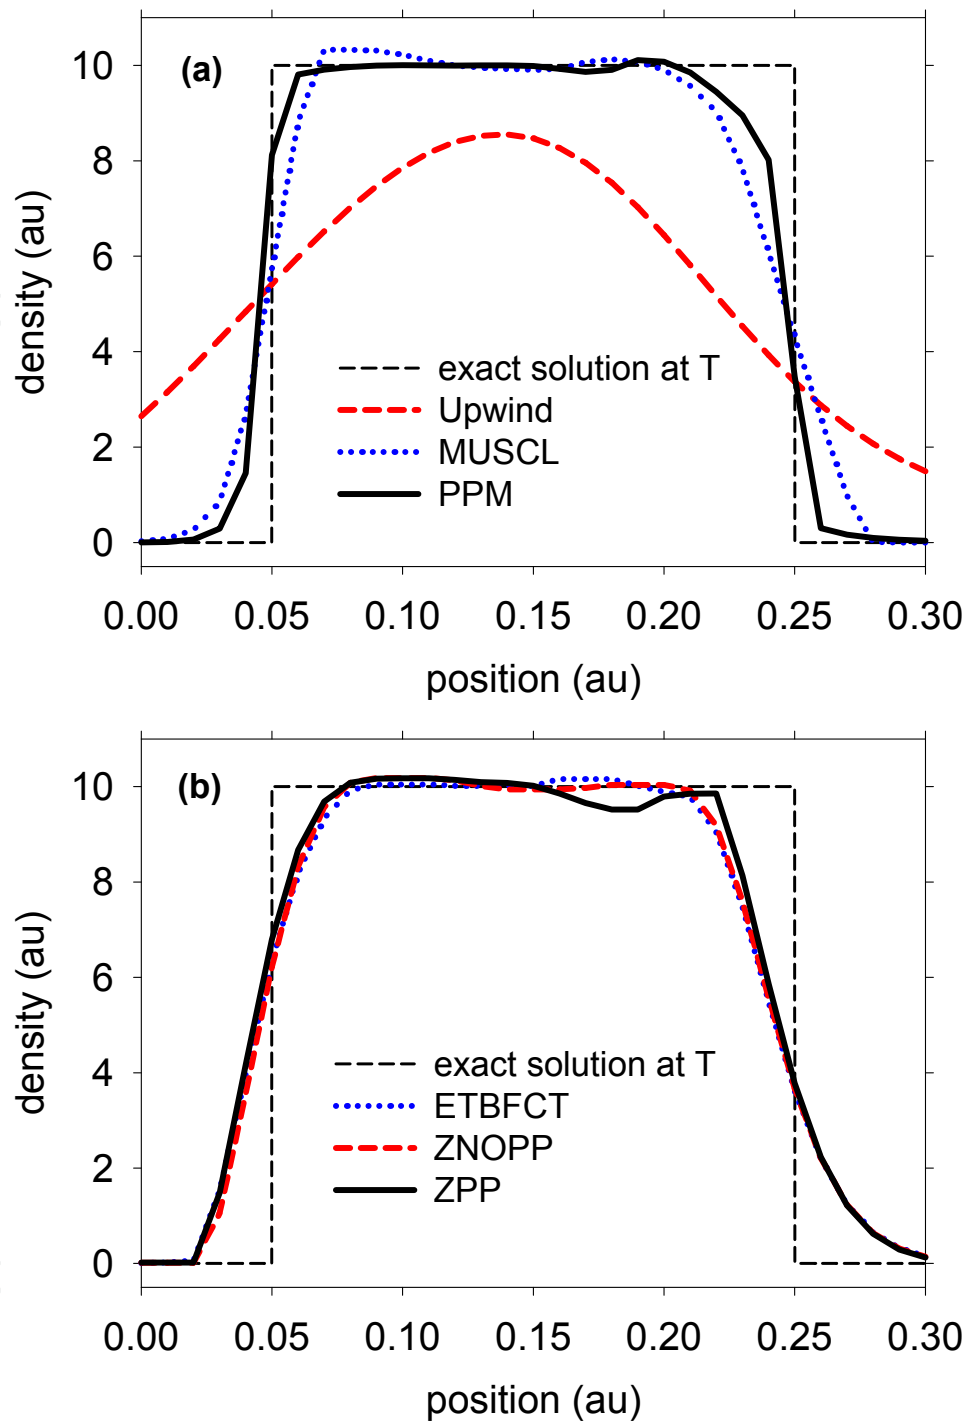 (a)
10
8
6
4
2
0
density (au)
exact solution at T
Upwind
MUSCL
PPM
0.00 0.05 0.10 0.15 0.20 0.25 0.30
position (au)
(b)
10
8
6
4
2
0
density (au)
exact solution at T
ETBFCT
ZNOPP
ZPP
0.00 0.05 0.10 0.15 0.20 0.25 0.30
position (au)